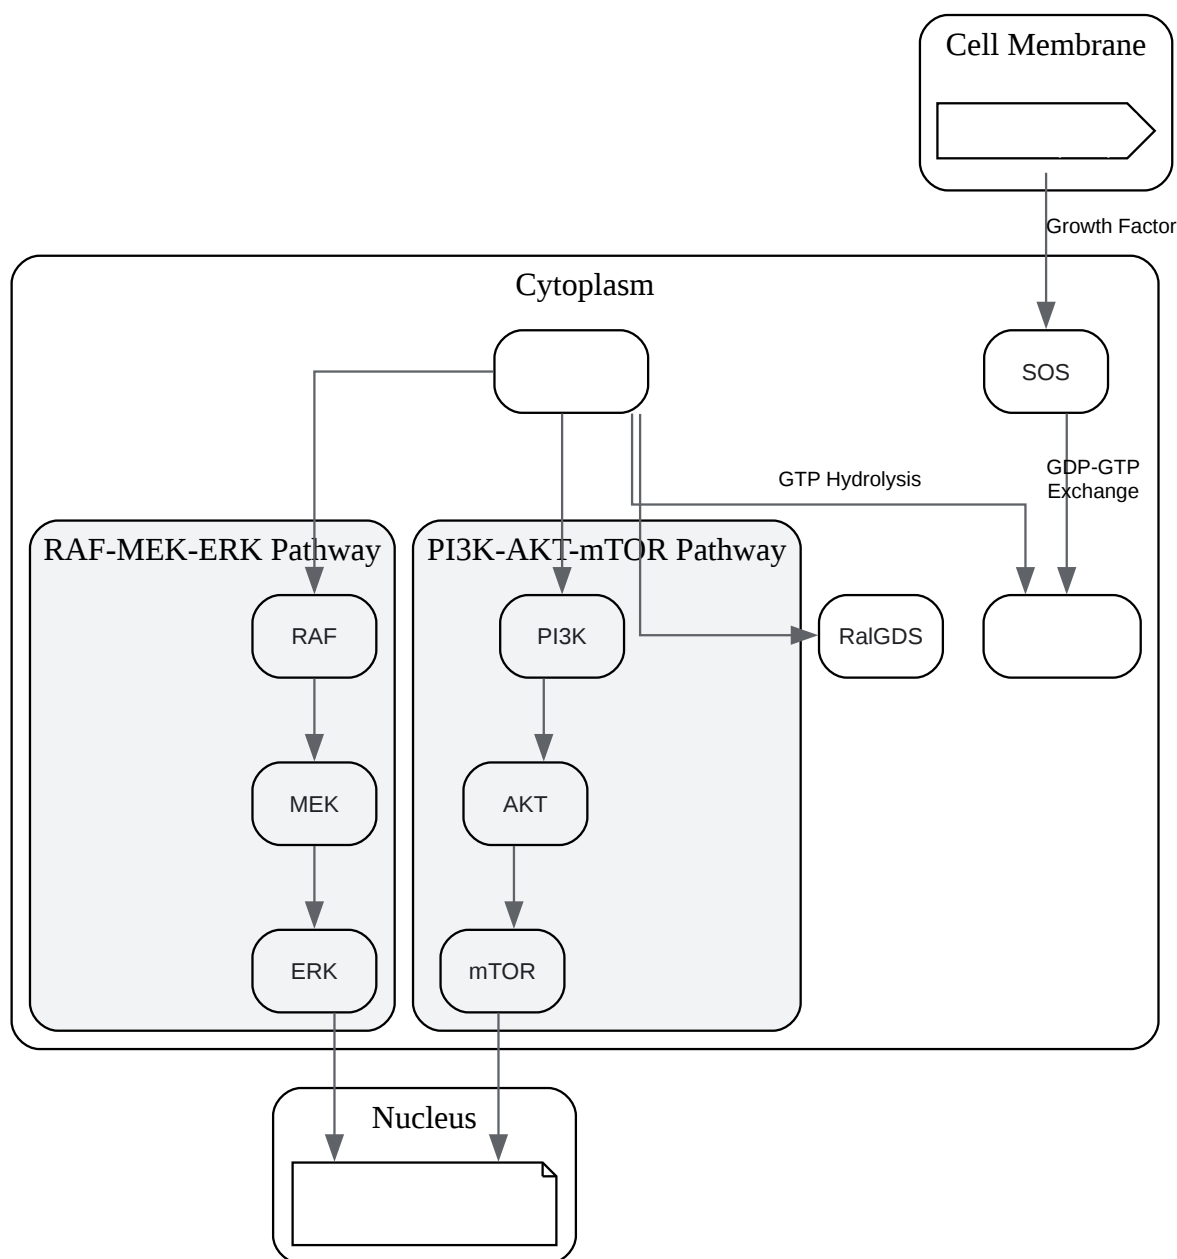 Cell Membrane
Growth Factor
Cytoplasm
SOS
GTP Hydrolysis
GDP-GTP
Exchange
RAF-MEK-ERK Pathway
PI3K-AKT-mTOR Pathway
RAF
PI3K
RalGDS
MEK
AKT
ERK
mTOR
Nucleus